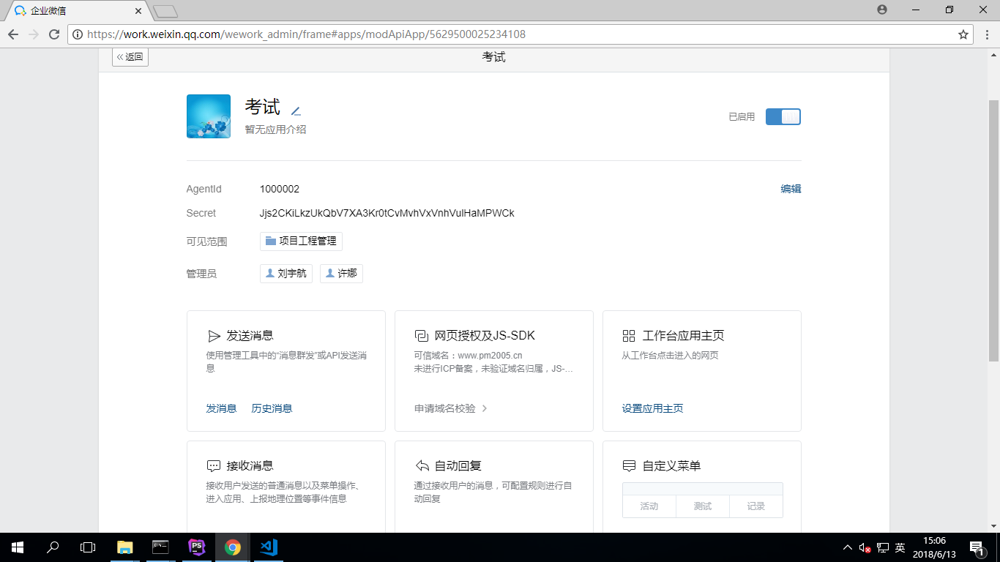 企业微信
https://work.weixin.qq.com/wework_admin/frame#apps/modApiApp/5629500025234108
返回
考试
考试
已启用
暂无应用介绍
AgentId 1000002 编辑
Secret Jjs2CKiLkzUkQbV7XA3Kr0tCvMvhVxVnhVulHaMPWCk
可见范围 项目工程管理
管理员 刘宇航 许娜
发送消息
使用管理工具中的“消息群发”或API发送消
息
发消息 历史消息
网页授权及JS-SDK
可信域名：www.pm2005.cn
未进行ICP备案，未验证域名归属，JS-...
申请域名校验
工作台应用主页
从工作台点击进入的网页
设置应用主页
接收消息
接收用户发送的普通消息以及菜单操作、
进入应用、上报地理位置等事件信息
自动回复
通过接收用户的消息，可配置规则进行自
动回复
自定义菜单
活动 测试 记录
PS
英
15:06
2018/6/13
1